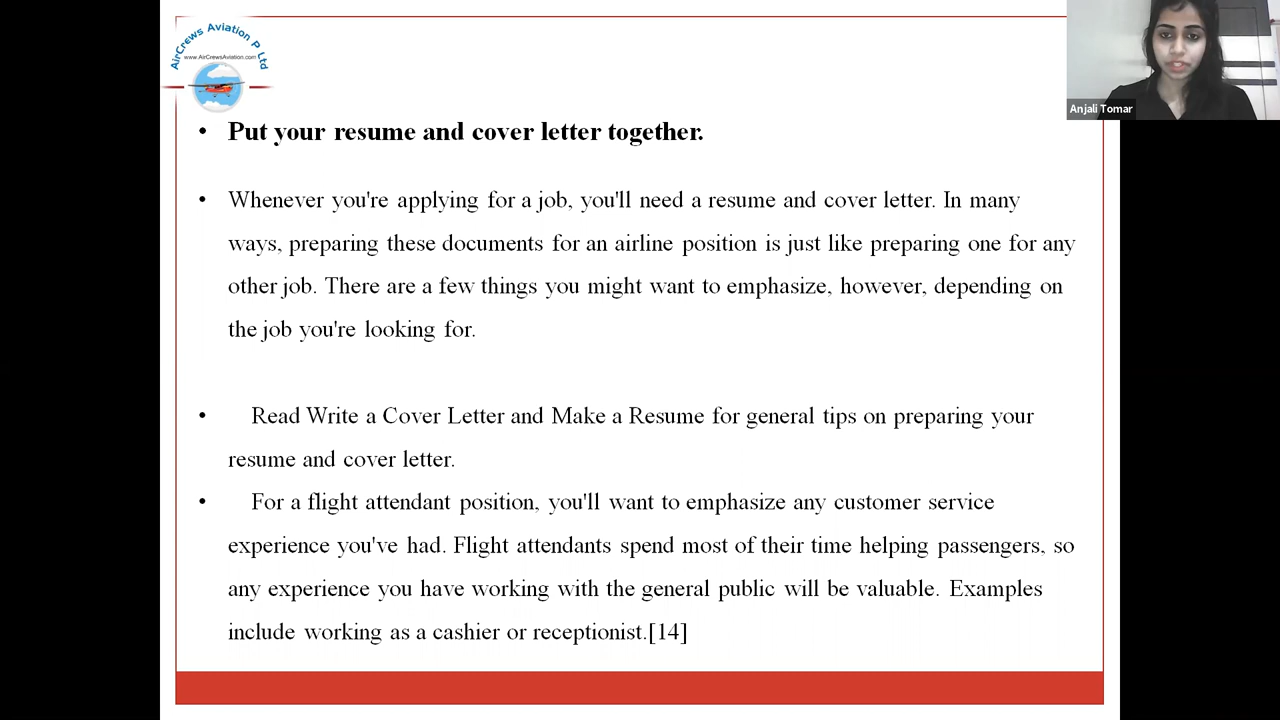 AirCrews Aviation P Ltd
www.AirCrewsAviation.com
Anjali Tomar
• Put your resume and cover letter together.
• Whenever you're applying for a job, you'll need a resume and cover letter. In many
ways, preparing these documents for an airline position is just like preparing one for any
other job. There are a few things you might want to emphasize, however, depending on
the job you're looking for.
• Read Write a Cover Letter and Make a Resume for general tips on preparing your
resume and cover letter.
• For a flight attendant position, you'll want to emphasize any customer service
experience you've had. Flight attendants spend most of their time helping passengers, so
any experience you have working with the general public will be valuable. Examples
include working as a cashier or receptionist.[14]